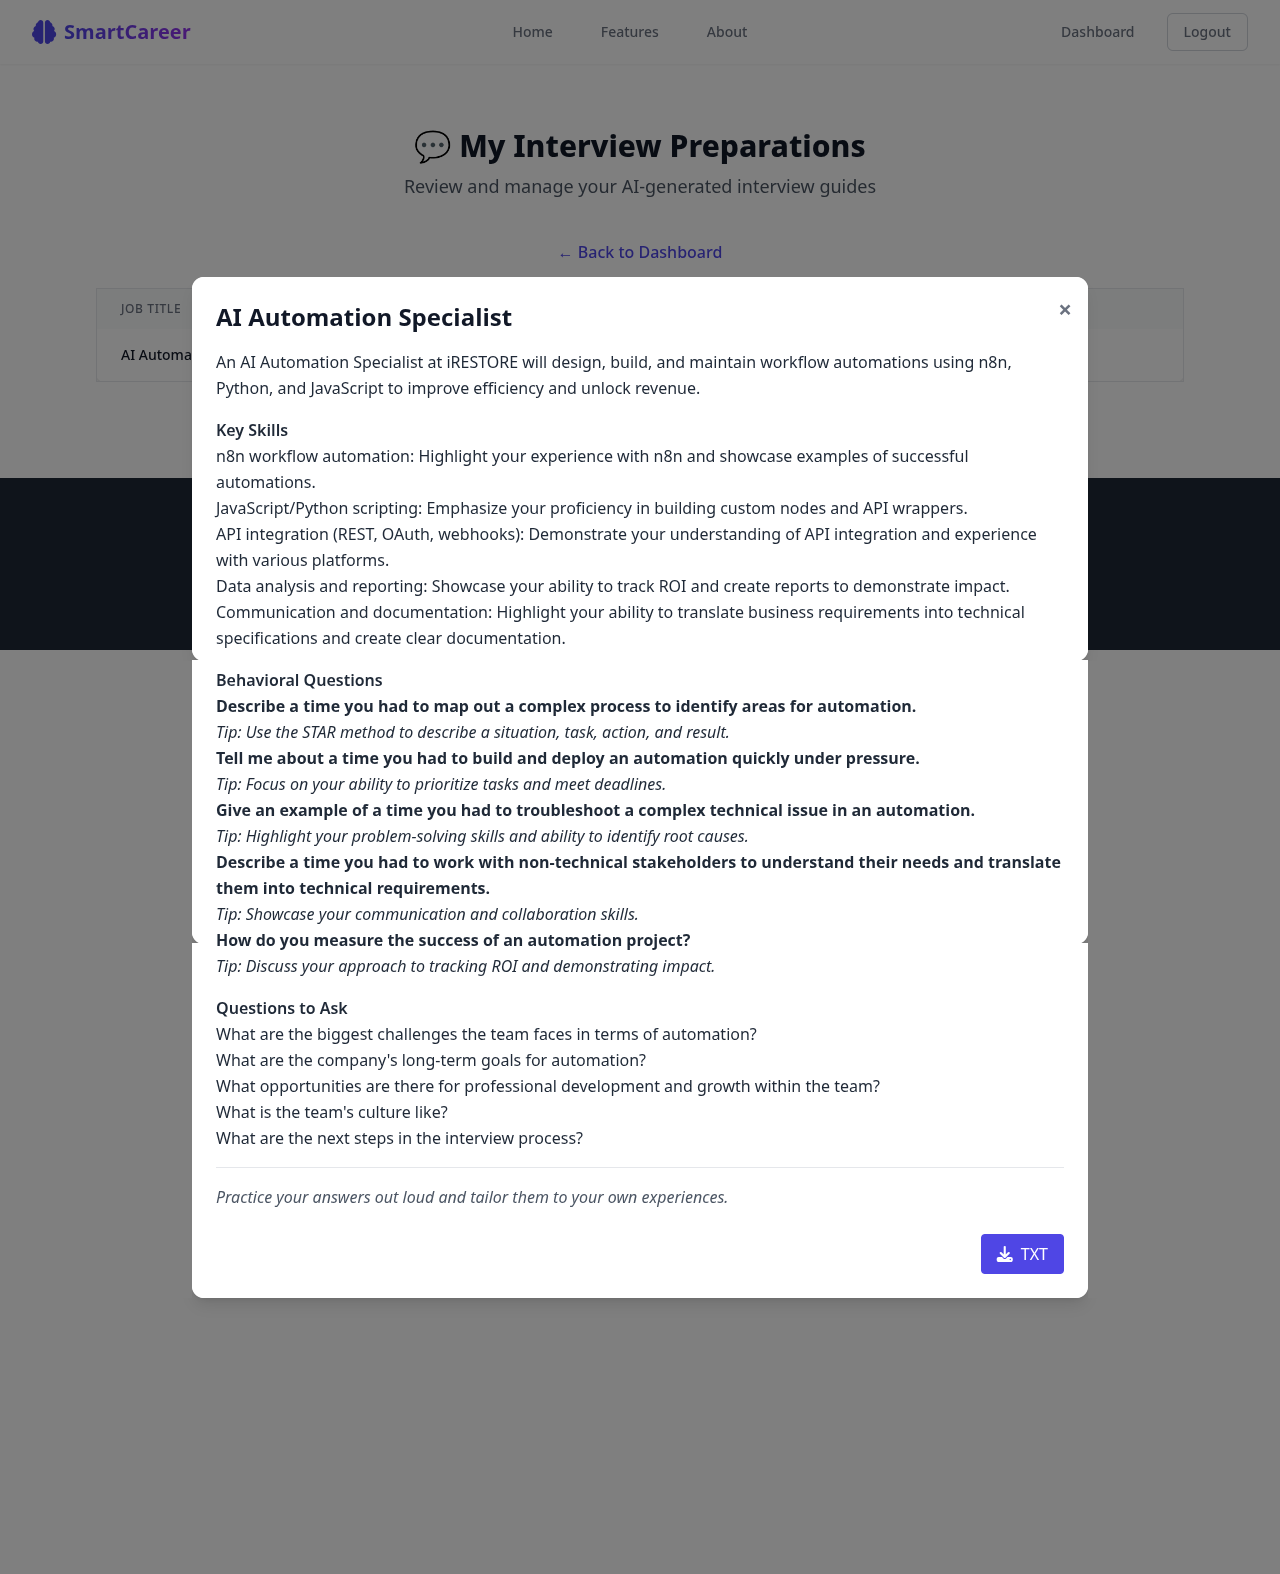 SmartCareer
Home
Features
About
Dashboard
Logout
💬 My Interview Preparations
Review and manage your AI-generated interview guides
← Back to Dashboard
JOB TITLE
AI Automa
AI Automation Specialist
×
An AI Automation Specialist at iRESTORE will design, build, and maintain workflow automations using n8n,
Python, and JavaScript to improve efficiency and unlock revenue.
Key Skills
n8n workflow automation: Highlight your experience with n8n and showcase examples of successful
automations.
JavaScript/Python scripting: Emphasize your proficiency in building custom nodes and API wrappers.
API integration (REST, OAuth, webhooks): Demonstrate your understanding of API integration and experience
with various platforms.
Data analysis and reporting: Showcase your ability to track ROI and create reports to demonstrate impact.
Communication and documentation: Highlight your ability to translate business requirements into technical
specifications and create clear documentation.
Behavioral Questions
Describe a time you had to map out a complex process to identify areas for automation.
Tip: Use the STAR method to describe a situation, task, action, and result.
Tell me about a time you had to build and deploy an automation quickly under pressure.
Tip: Focus on your ability to prioritize tasks and meet deadlines.
Give an example of a time you had to troubleshoot a complex technical issue in an automation.
Tip: Highlight your problem-solving skills and ability to identify root causes.
Describe a time you had to work with non-technical stakeholders to understand their needs and translate
them into technical requirements.
Tip: Showcase your communication and collaboration skills.
How do you measure the success of an automation project?
Tip: Discuss your approach to tracking ROI and demonstrating impact.
Questions to Ask
What are the biggest challenges the team faces in terms of automation?
What are the company's long-term goals for automation?
What opportunities are there for professional development and growth within the team?
What is the team's culture like?
What are the next steps in the interview process?
Practice your answers out loud and tailor them to your own experiences.
TXT